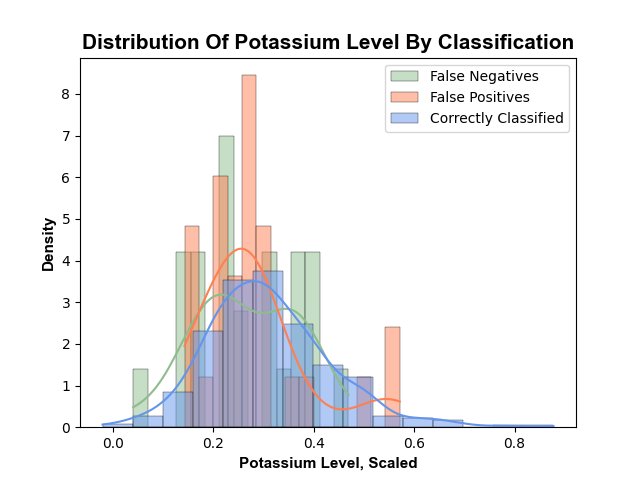 Distribution Of Potassium Level By Classification
False Negatives
False Positives
Correctly Classified
Density
8
7
6
5
4
3
2
1
0
0.0 0.2 0.4 0.6 0.8
Potassium Level, Scaled